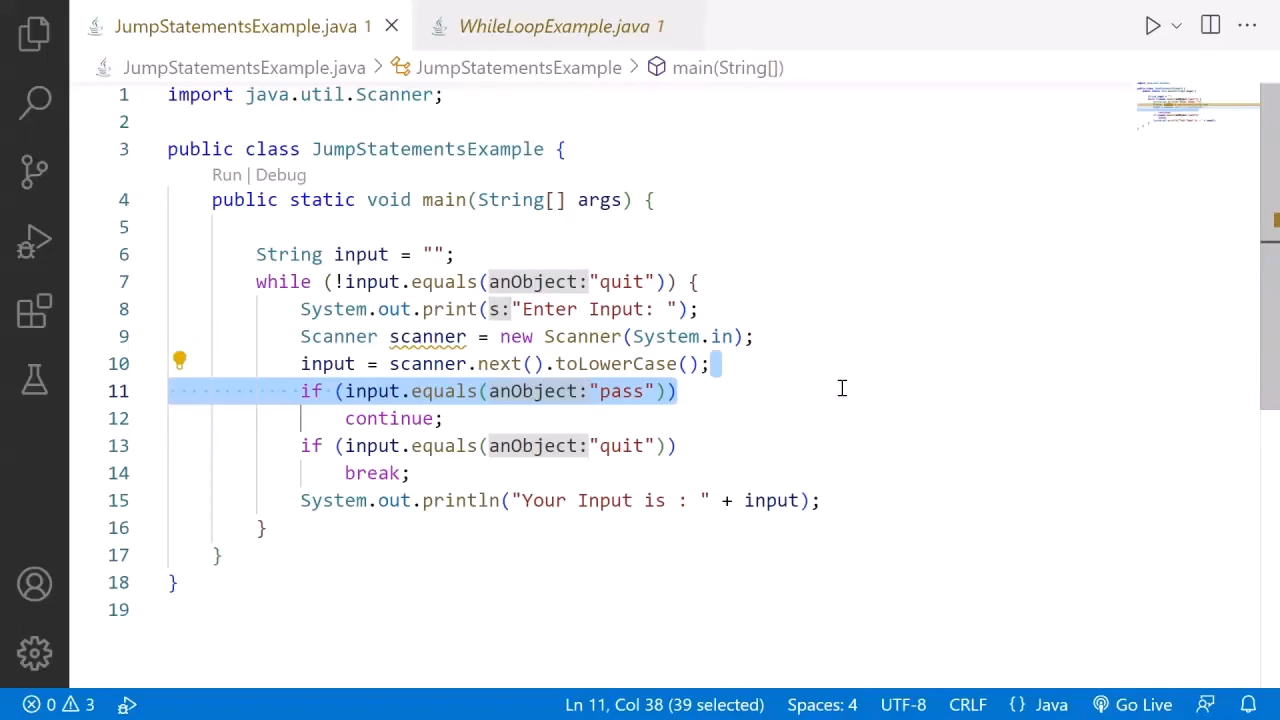 JumpStatementsExample.java 1 WhileLoopExample.java 1
JumpStatementsExample.java > JumpStatementsExample > main(String[])
1 import java.util.Scanner;
2
3 public class JumpStatementsExample {
Run | Debug
4 public static void main(String[] args) {
5
6 String input = "";
7 while (!input.equals(anObject:"quit")) {
8 System.out.print(s:"Enter Input: ");
9 Scanner scanner = new Scanner(System.in);
10 input = scanner.next().toLowerCase();
11 if (input.equals(anObject:"pass"))
12 continue;
13 if (input.equals(anObject:"quit"))
14 break;
15 System.out.println("Your Input is : " + input);
16 }
17 }
18 }
19
0 3 Ln 11, Col 38 (39 selected) Spaces: 4 UTF-8 CRLF {} Java Go Live